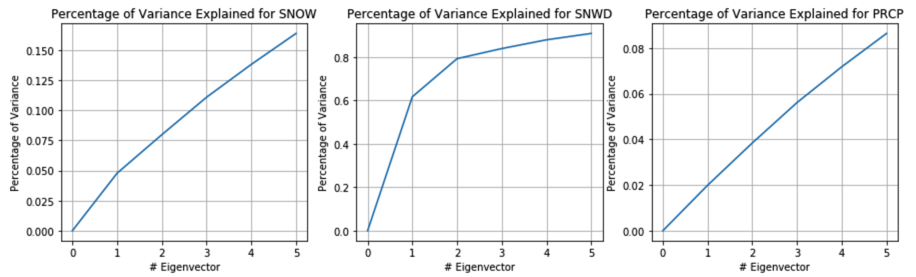 Percentage of Variance Explained for SNOW
Percentage of Variance
0.150
0.125
0.100
0.075
0.050
0.025
0.000
0 1 2 3 4 5
# Eigenvector
Percentage of Variance Explained for SNWD
Percentage of Variance
0.8
0.6
0.4
0.2
0.0
0 1 2 3 4 5
# Eigenvector
Percentage of Variance Explained for PRCP
Percentage of Variance
0.08
0.06
0.04
0.02
0.00
0 1 2 3 4 5
# Eigenvector